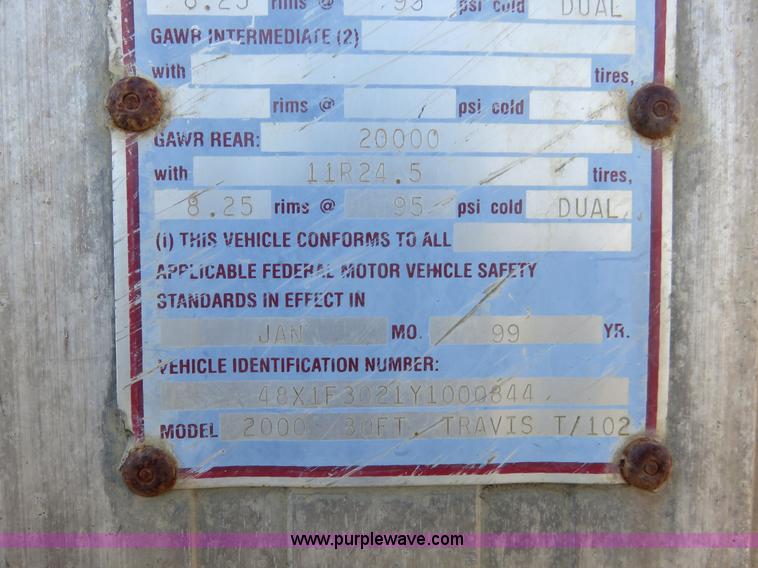 8.25 rims @ 95 psi cold DUAL
GAWR INTERMEDIATE (2)
with tires,
rims @ psi cold
GAWR REAR: 20000
with 11R24.5 tires,
8.25 rims @ 95 psi cold DUAL
(i) THIS VEHICLE CONFORMS TO ALL
APPLICABLE FEDERAL MOTOR VEHICLE SAFETY
STANDARDS IN EFFECT IN
JAN MO. 99 YR.
VEHICLE IDENTIFICATION NUMBER:
48X1F3021Y1000844
MODEL 2000 30FT. TRAVIS T/102
www.purplewave.com